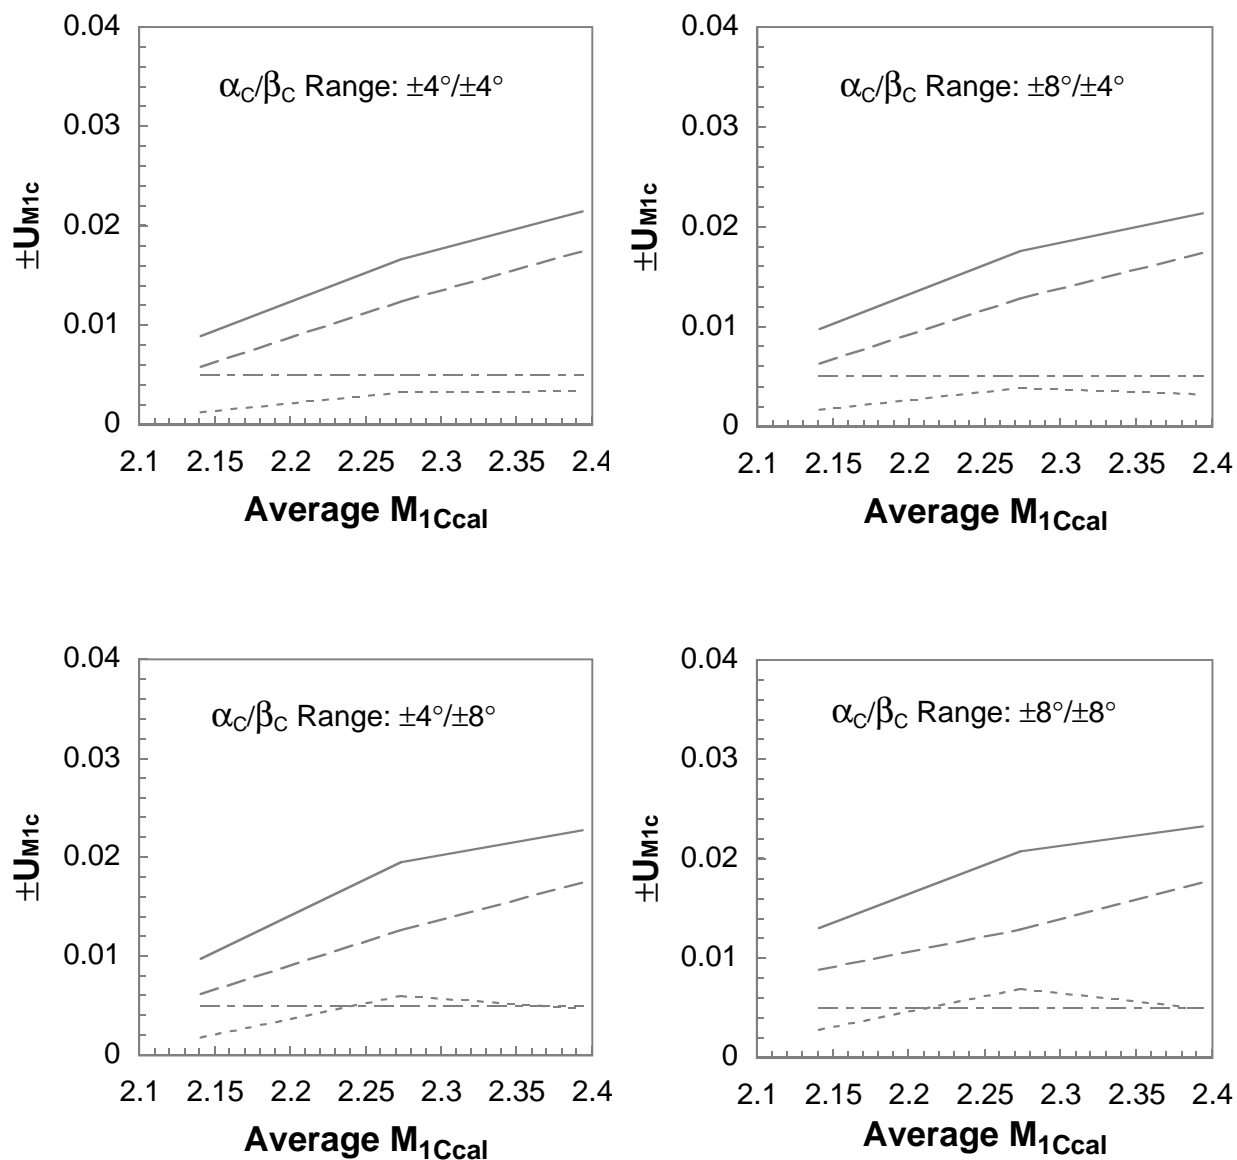 0.04
0.03
0.02
0.01
0
±UM1c
αC/βC Range: ±4°/±4°
2.1 2.15 2.2 2.25 2.3 2.35 2.4
Average M1Ccal
0.04
0.03
0.02
0.01
0
±UM1c
αC/βC Range: ±8°/±4°
2.1 2.15 2.2 2.25 2.3 2.35 2.4
Average M1Ccal
0.04
0.03
0.02
0.01
0
±UM1c
αC/βC Range: ±4°/±8°
2.1 2.15 2.2 2.25 2.3 2.35 2.4
Average M1Ccal
0.04
0.03
0.02
0.01
0
±UM1c
αC/βC Range: ±8°/±8°
2.1 2.15 2.2 2.25 2.3 2.35 2.4
Average M1Ccal